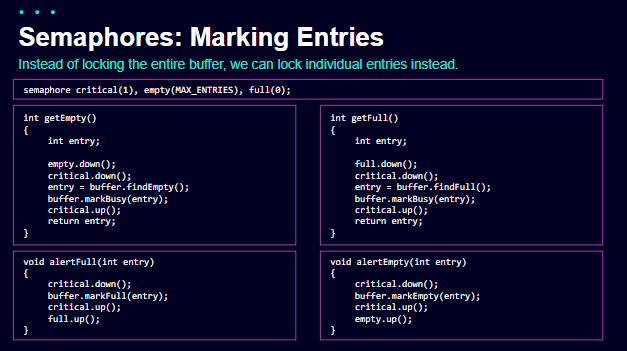 Semaphores: Marking Entries
Instead of locking the entire buffer, we can lock individual entries instead.
semaphore critical(1), empty(MAX_ENTRIES), full(0);
int getEmpty()
{
    int entry;

    empty.down();
    critical.down();
    entry = buffer.findEmpty();
    buffer.markBusy(entry);
    critical.up();
    return entry;
}
int getFull()
{
    int entry;

    full.down();
    critical.down();
    entry = buffer.findFull();
    buffer.markBusy(entry);
    critical.up();
    return entry;
}
void alertFull(int entry)
{
    critical.down();
    buffer.markFull(entry);
    critical.up();
    full.up();
}
void alertEmpty(int entry)
{
    critical.down();
    buffer.markEmpty(entry);
    critical.up();
    empty.up();
}